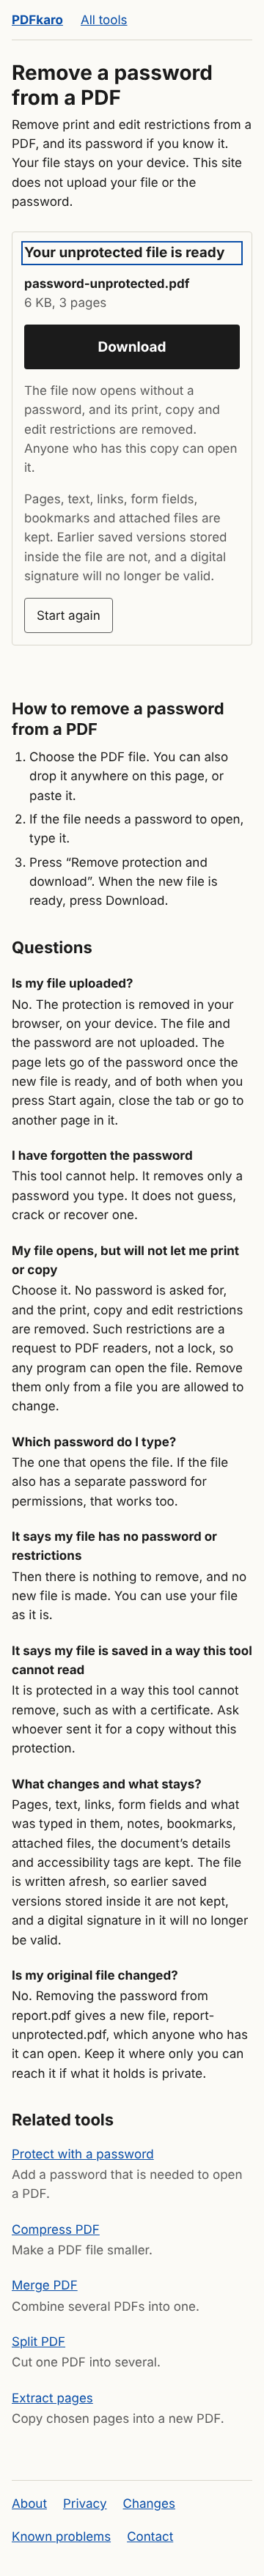 PDFkaro All tools
Remove a password
from a PDF
Remove print and edit restrictions from a
PDF, and its password if you know it.
Your file stays on your device. This site
does not upload your file or the
password.
Your unprotected file is ready
password-unprotected.pdf
6 KB, 3 pages
Download
The file now opens without a
password, and its print, copy and
edit restrictions are removed.
Anyone who has this copy can open
it.
Pages, text, links, form fields,
bookmarks and attached files are
kept. Earlier saved versions stored
inside the file are not, and a digital
signature will no longer be valid.
Start again
How to remove a password
from a PDF
1. Choose the PDF file. You can also
drop it anywhere on this page, or
paste it.
2. If the file needs a password to open,
type it.
3. Press “Remove protection and
download”. When the new file is
ready, press Download.
Questions
Is my file uploaded?
No. The protection is removed in your
browser, on your device. The file and
the password are not uploaded. The
page lets go of the password once the
new file is ready, and of both when you
press Start again, close the tab or go to
another page in it.
I have forgotten the password
This tool cannot help. It removes only a
password you type. It does not guess,
crack or recover one.
My file opens, but will not let me print
or copy
Choose it. No password is asked for,
and the print, copy and edit restrictions
are removed. Such restrictions are a
request to PDF readers, not a lock, so
any program can open the file. Remove
them only from a file you are allowed to
change.
Which password do I type?
The one that opens the file. If the file
also has a separate password for
permissions, that works too.
It says my file has no password or
restrictions
Then there is nothing to remove, and no
new file is made. You can use your file
as it is.
It says my file is saved in a way this tool
cannot read
It is protected in a way this tool cannot
remove, such as with a certificate. Ask
whoever sent it for a copy without this
protection.
What changes and what stays?
Pages, text, links, form fields and what
was typed in them, notes, bookmarks,
attached files, the document’s details
and accessibility tags are kept. The file
is written afresh, so earlier saved
versions stored inside it are not kept,
and a digital signature in it will no longer
be valid.
Is my original file changed?
No. Removing the password from
report.pdf gives a new file, report-
unprotected.pdf, which anyone who has
it can open. Keep it where only you can
reach it if what it holds is private.
Related tools
Protect with a password
Add a password that is needed to open
a PDF.
Compress PDF
Make a PDF file smaller.
Merge PDF
Combine several PDFs into one.
Split PDF
Cut one PDF into several.
Extract pages
Copy chosen pages into a new PDF.
About Privacy Changes
Known problems Contact